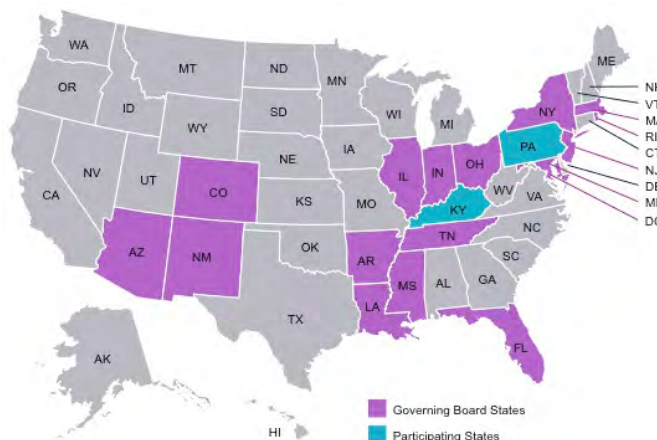 WA
MT
ND
MN
ME
OR
ID
SD
WI
MI
NY
NH
VT
MA
RI
CT
NJ
DE
DC
WY
IA
NE
PA
NV
UT
CO
IL
IN
OH
WV
VA
CA
KS
MO
KY
NC
TN
AZ
NM
OK
AR
SC
MS
AL
GA
LA
TX
FL
AK
HI
Governing Board States
Participating States